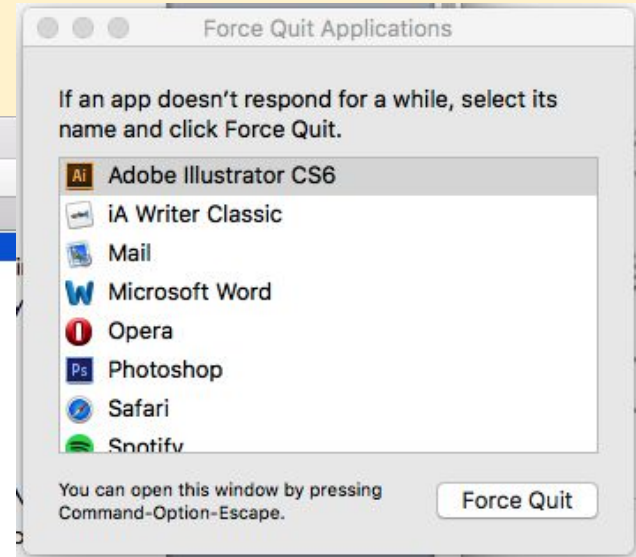 Force Quit Applications
If an app doesn't respond for a while, select its
name and click Force Quit.
Ai Adobe Illustrator CS6
iA Writer Classic
Mail
W Microsoft Word
Opera
Ps Photoshop
Safari
Spotify
You can open this window by pressing
Command-Option-Escape.
Force Quit